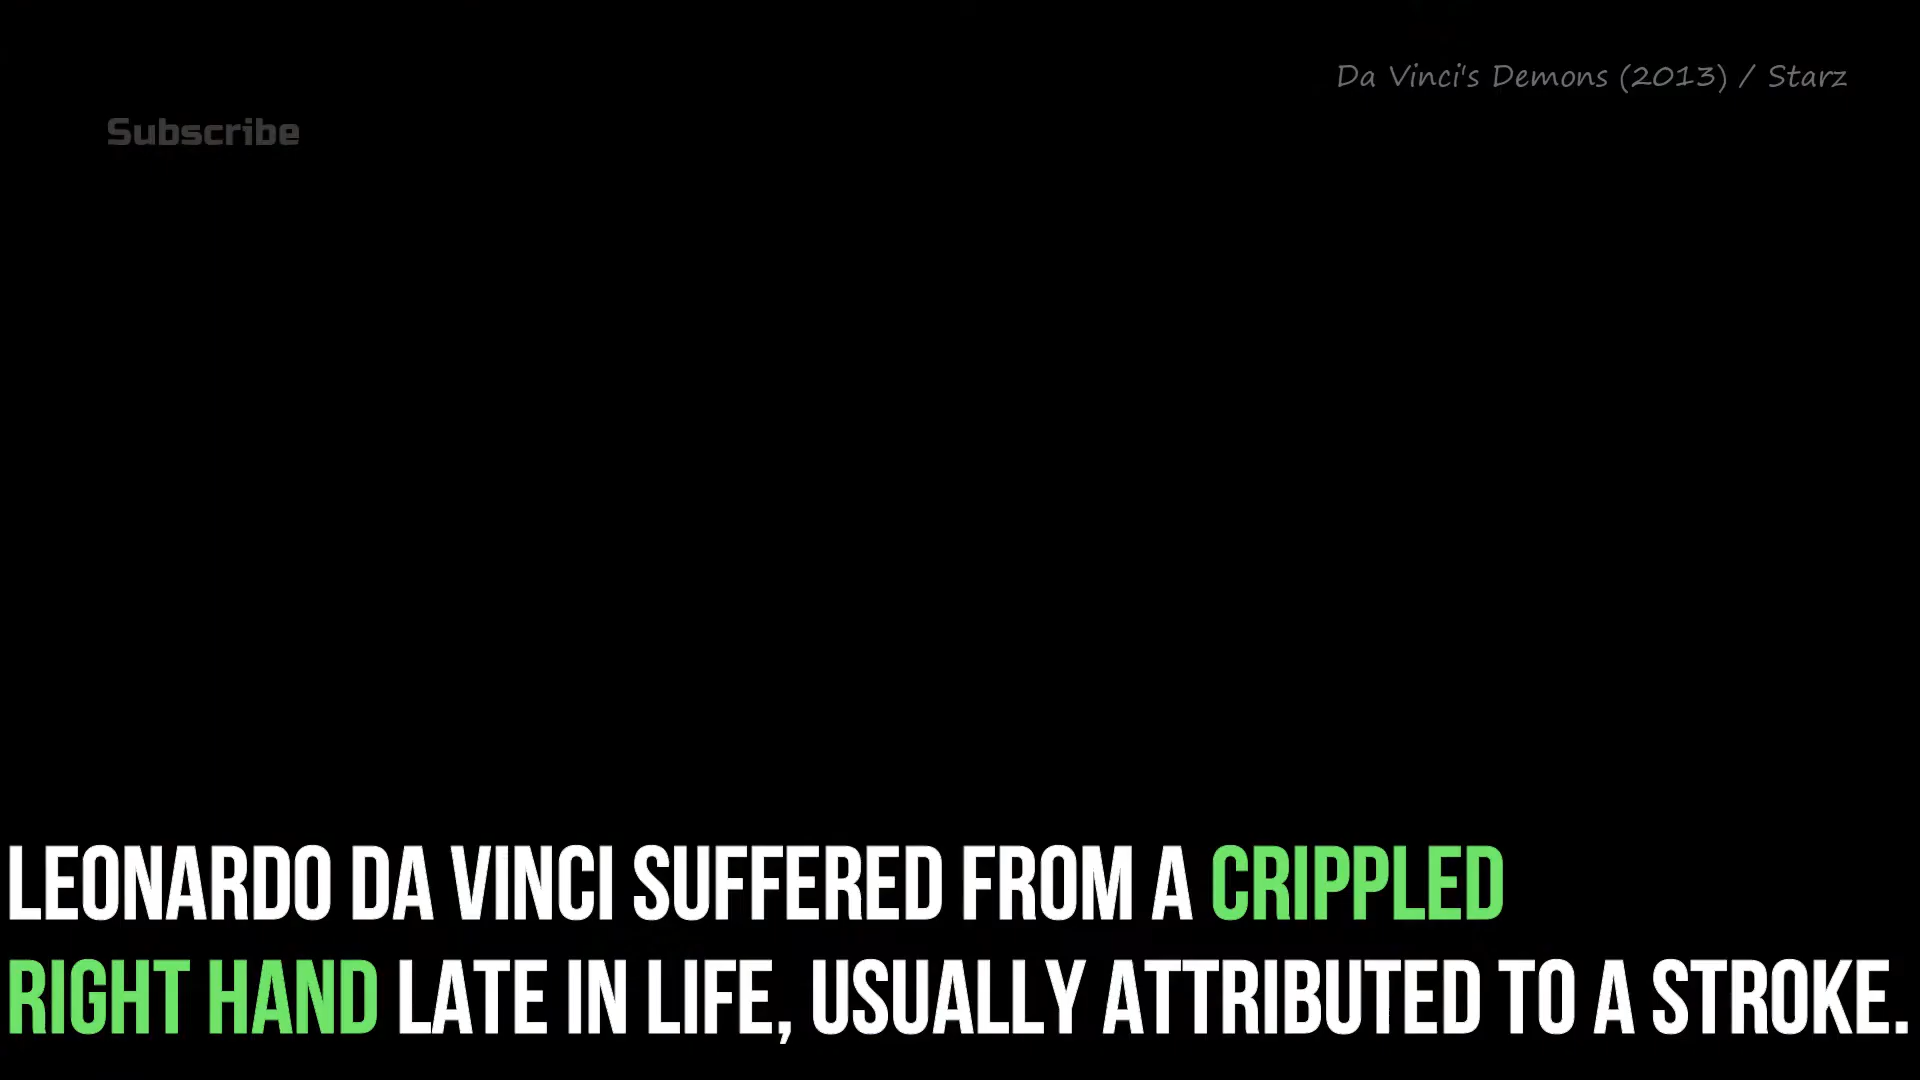 Da Vinci's Demons (2013) / Starz
Subscribe
LEONARDO DA VINCI SUFFERED FROM A CRIPPLED
RIGHT HAND LATE IN LIFE, USUALLY ATTRIBUTED TO A STROKE.